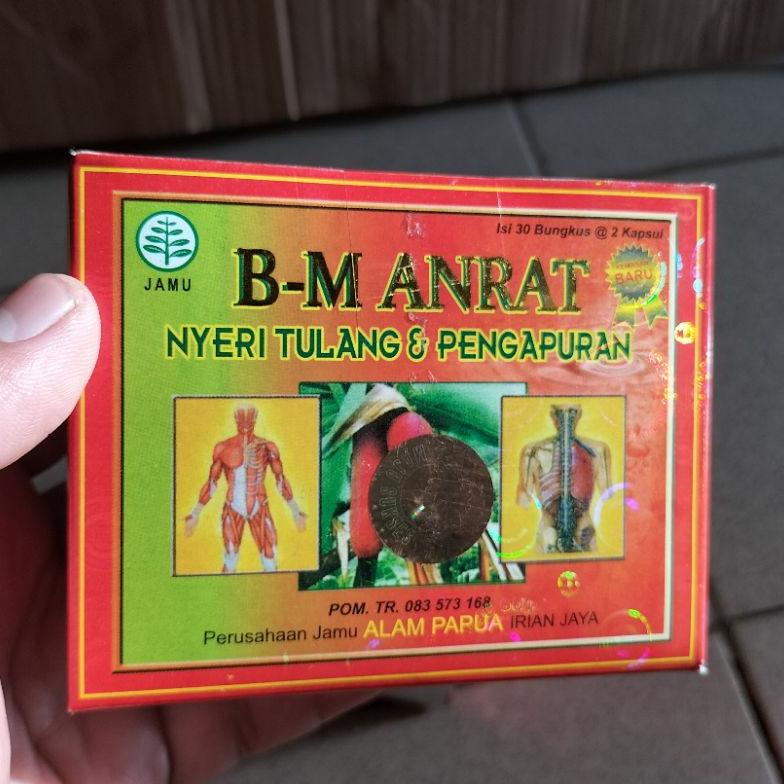 Isi 30 Bungkus @ 2 Kapsul
JAMU
B-M ANRAT
BARU
NYERI TULANG & PENGAPURAN
POM. TR. 083 573 168
Perusahaan Jamu ALAM PAPUA IRIAN JAYA